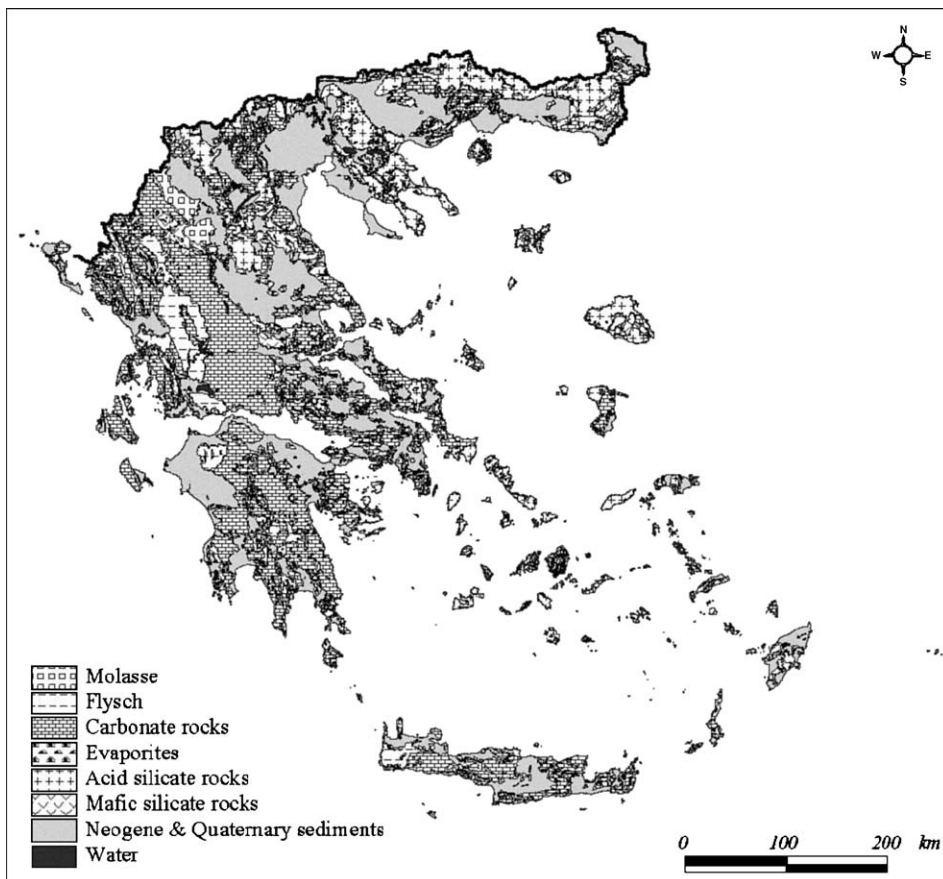 N
W E
S
Molasse
Flysch
Carbonate rocks
Evaporites
Acid silicate rocks
Mafic silicate rocks
Neogene & Quaternary sediments
Water
0 100 200 km